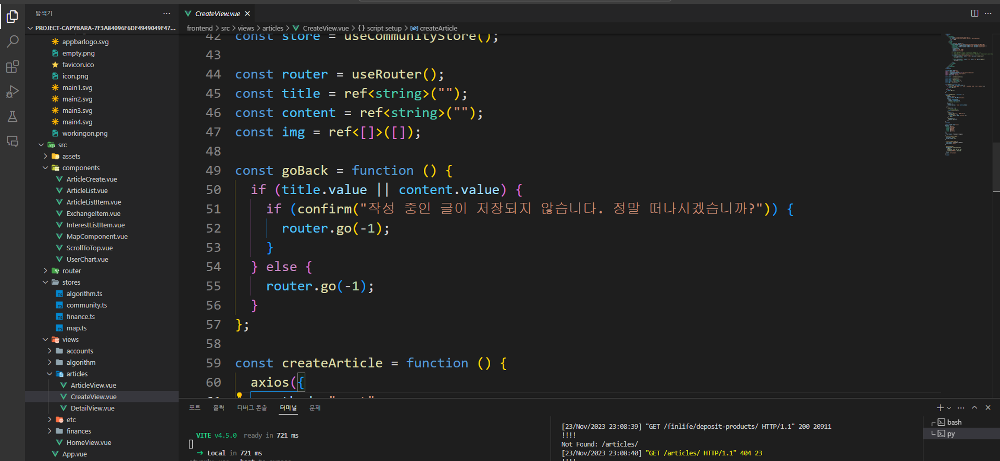 탐색기 ···
PROJECT-CAPYBARA-7F3A84096F6DF4949049F47...
appbarlogo.svg
empty.png
favicon.ico
icon.png
main1.svg
main2.svg
main3.svg
main4.svg
workingon.png
src
assets
components
ArticleCreate.vue
ArticleList.vue
ArticleListItem.vue
ExchangeItem.vue
InterestListItem.vue
MapComponent.vue
ScrollToTop.vue
UserChart.vue
router
stores
TS algorithm.ts
TS community.ts
TS finance.ts
TS map.ts
views
accounts
algorithm
articles
ArticleView.vue
CreateView.vue
DetailView.vue
etc
finances
HomeView.vue
App.vue
CreateView.vue
frontend > src > views > articles > CreateView.vue > {} script setup > createArticle
42 const store = useCommunityStore();
43
44 const router = useRouter();
45 const title = ref<string>("");
46 const content = ref<string>("");
47 const img = ref<[]>([]);
48
49 const goBack = function () {
50 if (title.value || content.value) {
51 if (confirm("작성 중인 글이 저장되지 않습니다. 정말 떠나시겠습니까?")) {
52 router.go(-1);
53 }
54 } else {
55 router.go(-1);
56 }
57 };
58
59 const createArticle = function () {
60 axios({
포트 출력 디버그 콘솔 터미널 문제
VITE v4.5.0 ready in 721 ms
➜ Local in 721 ms
[23/Nov/2023 23:08:39] "GET /finlife/deposit-products/ HTTP/1.1" 200 20911
!!!!
Not Found: /articles/
[23/Nov/2023 23:08:40] "GET /articles/ HTTP/1.1" 404 23
!!!!
bash
py